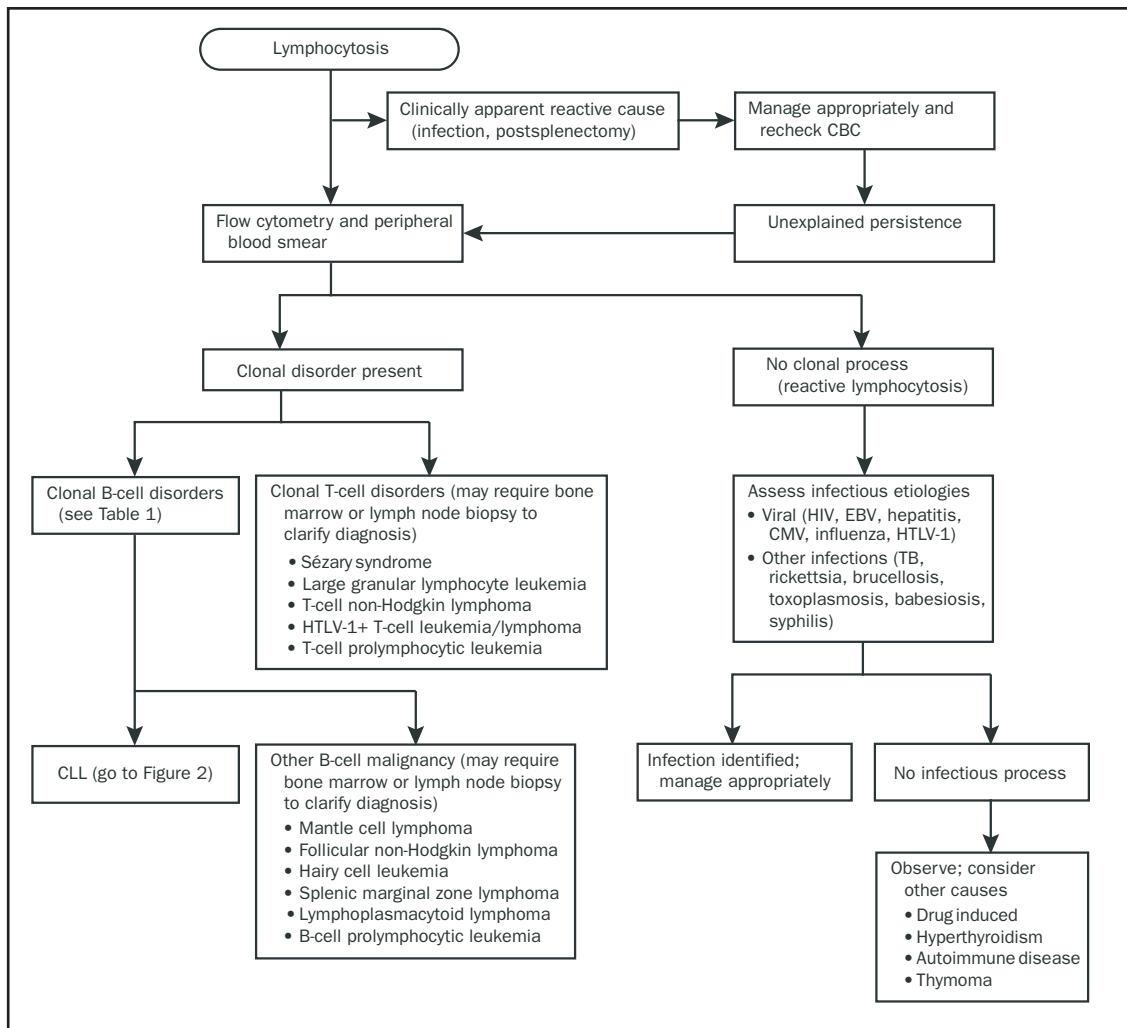 Lymphocytosis
Clinically apparent reactive cause
(infection, postsplenectomy)
Manage appropriately and
recheck CBC
Flow cytometry and peripheral
blood smear
Unexplained persistence
Clonal disorder present
No clonal process
(reactive lymphocytosis)
Clonal B-cell disorders
(see Table 1)
Clonal T-cell disorders (may require bone
marrow or lymph node biopsy to
clarify diagnosis)
• Sézary syndrome
• Large granular lymphocyte leukemia
• T-cell non-Hodgkin lymphoma
• HTLV-1+ T-cell leukemia/lymphoma
• T-cell prolymphocytic leukemia
Assess infectious etiologies
• Viral (HIV, EBV, hepatitis,
CMV, influenza, HTLV-1)
• Other infections (TB,
rickettsia, brucellosis,
toxoplasmosis, babesiosis,
syphilis)
CLL (go to Figure 2)
Other B-cell malignancy (may require
bone marrow or lymph node biopsy
to clarify diagnosis)
• Mantle cell lymphoma
• Follicular non-Hodgkin lymphoma
• Hairy cell leukemia
• Splenic marginal zone lymphoma
• Lymphoplasmacytoid lymphoma
• B-cell prolymphocytic leukemia
Infection identified;
manage appropriately
No infectious process
Observe; consider
other causes
• Drug induced
• Hyperthyroidism
• Autoimmune disease
• Thymoma